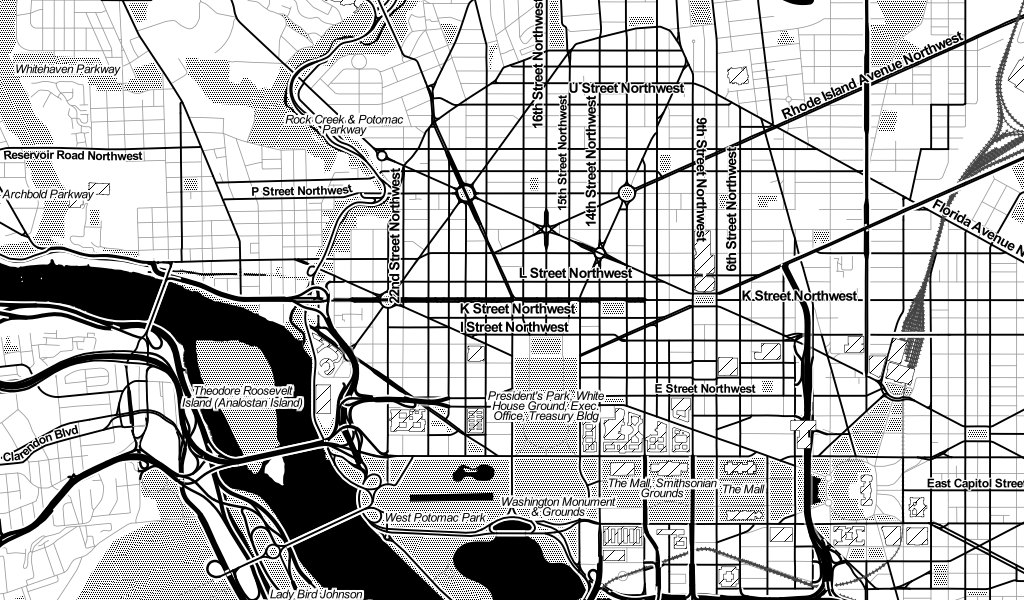 16th Street Northwest
Rhode Island Avenue Northwest
Whitehaven Parkway
U Street Northwest
15th Street Northwest
14th Street Northwest
Rock Creek & Potomac
Parkway
9th Street Northwest
6th Street Northwest
Reservoir Road Northwest
P Street Northwest
Archbold Parkway
22nd Street Northwest
Florida Avenue N
L Street Northwest
K Street Northwest
K Street Northwest
I Street Northwest
Theodore Roosevelt
Island (Analostan Island)
E Street Northwest
President's Park, White
House Ground, Exec.
Office, Treasury Bldg
Clarendon Blvd
The Mall, Smithsonian
Grounds
The Mall
East Capitol Street
Washington Monument
& Grounds
West Potomac Park
Lady Bird Johnson